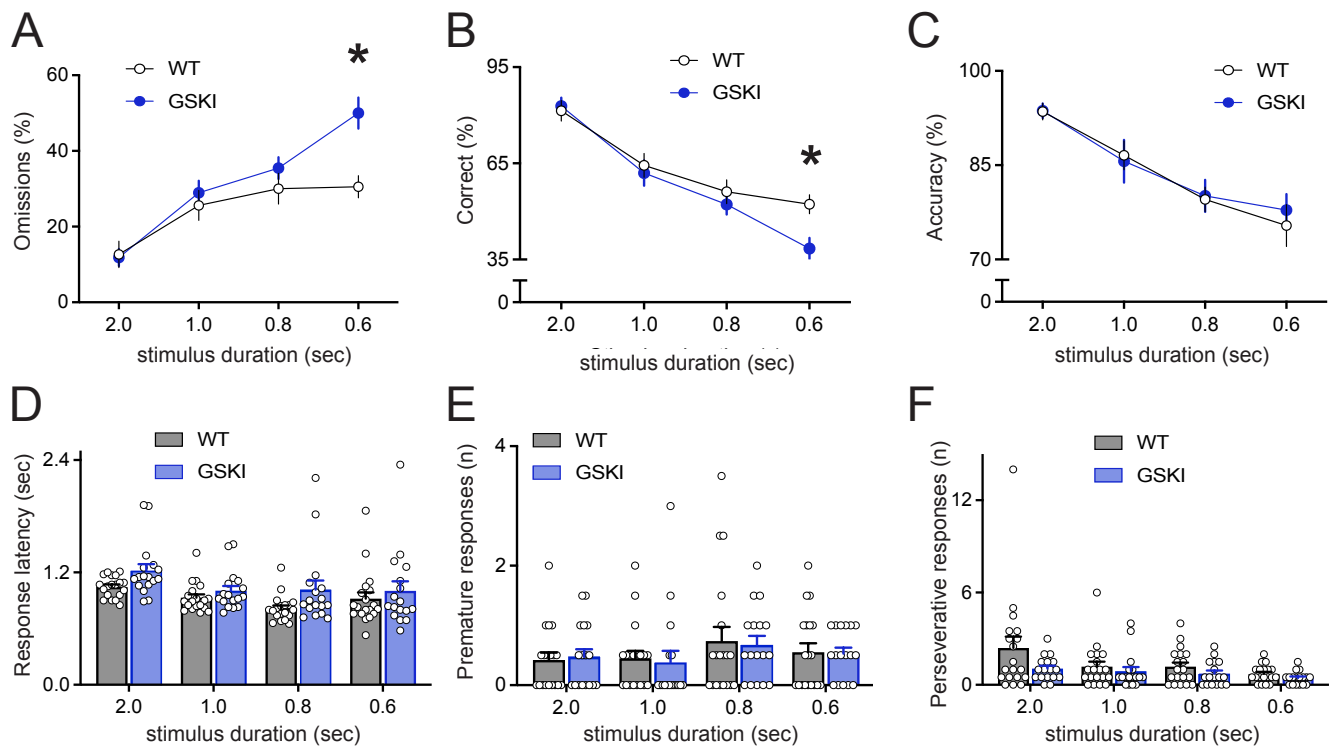 A
*
WT
GSKI
Omissions (%)
60
40
20
0
2.0 1.0 0.8 0.6
stimulus duration (sec)
B
*
WT
GSKI
Correct (%)
95
65
35
0
2.0 1.0 0.8 0.6
stimulus duration (sec)
C
WT
GSKI
Accuracy (%)
100
85
70
0
2.0 1.0 0.8 0.6
stimulus duration (sec)
D
WT
GSKI
Response latency (sec)
2.4
1.2
0.0
2.0 1.0 0.8 0.6
stimulus duration (sec)
E
WT
GSKI
Premature responses (n)
4
2
0
2.0 1.0 0.8 0.6
stimulus duration (sec)
F
WT
GSKI
Perseverative responses (n)
12
6
0
2.0 1.0 0.8 0.6
stimulus duration (sec)